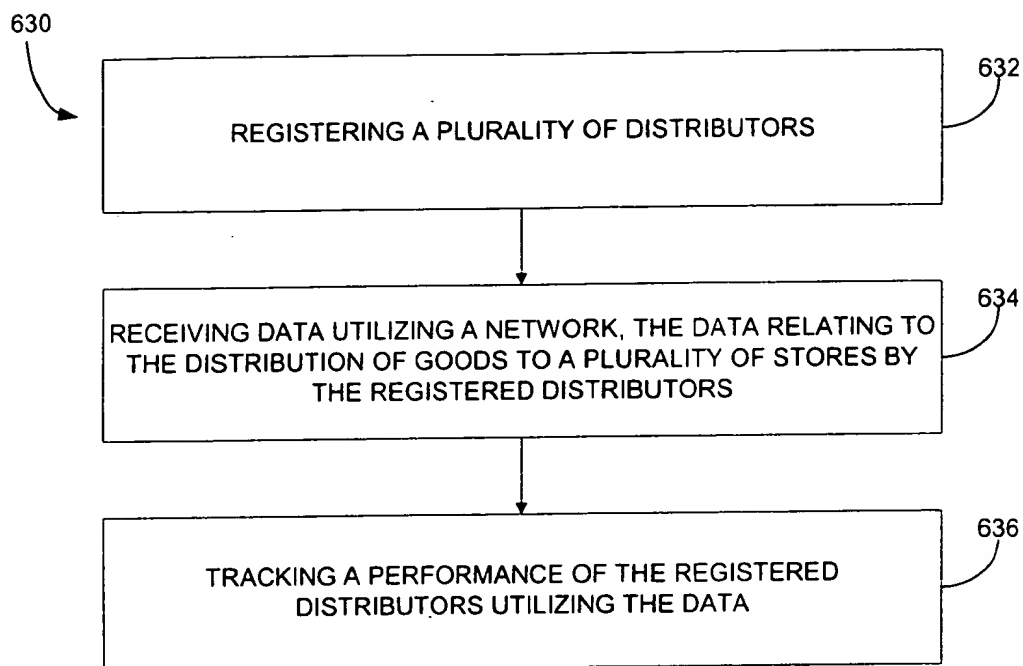 630
632
REGISTERING A PLURALITY OF DISTRIBUTORS
634
RECEIVING DATA UTILIZING A NETWORK, THE DATA RELATING TO
THE DISTRIBUTION OF GOODS TO A PLURALITY OF STORES BY
THE REGISTERED DISTRIBUTORS
636
TRACKING A PERFORMANCE OF THE REGISTERED
DISTRIBUTORS UTILIZING THE DATA